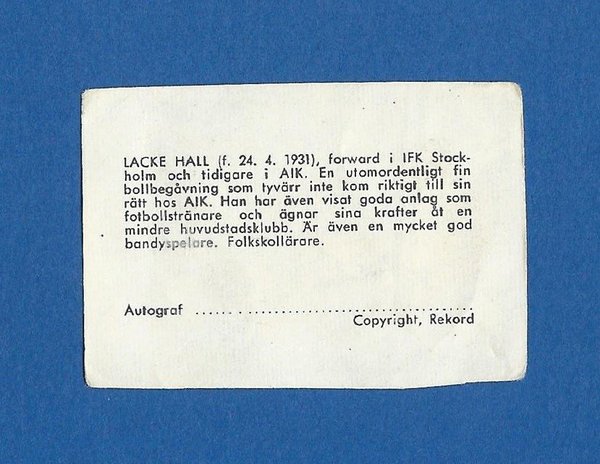 LACKE HALL (f. 24. 4. 1931), forward i IFK Stock-
holm och tidigare i AIK. En utomordentligt fin
bollbegåvning som tyvärr inte kom riktigt till sin
rätt hos AIK. Han har även visat goda anlag som
fotbollstränare och ägnar sina krafter åt en
mindre huvudstadsklubb. Är även en mycket god
bandyspelare. Folkskollärare.
Autograf .............................................
Copyright, Rekord